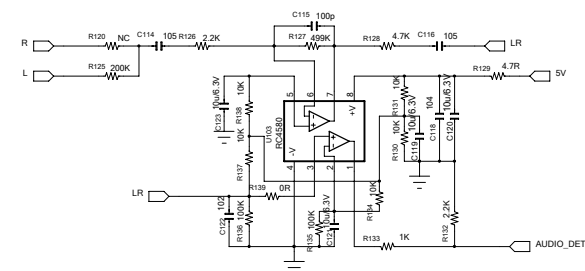 C115 100p
R R120 NC C114 105 R126 2.2K R127 499K R128 4.7K C116 105 LR
L R125 200K
R129 4.7R 5V
C123 10u/6.3V
R138 10K
R137 10K
5 6 7 8
U103
RC4580
-V +V
4 3 2 1
R131 10K
R130 10K
C119 10u/6.3V
C118 104
C120 10u/6.3V
LR R139 0R
C122 102
R136 100K
R135 100K
C121 10u/6.3V
R134 10K
R133 1K
R132 2.2K
AUDIO_DET